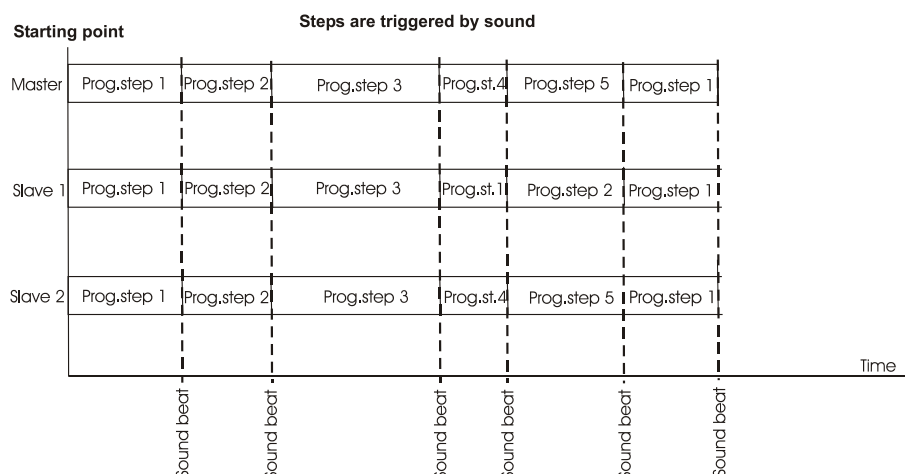 Steps are triggered by sound
Starting point
Master Prog.step 1 Prog.step 2 Prog.step 3 Prog.st.4 Prog.step 5 Prog.step 1
Slave 1 Prog.step 1 Prog.step 2 Prog.step 3 Prog.st.1 Prog.step 2 Prog.step 1
Slave 2 Prog.step 1 Prog.step 2 Prog.step 3 Prog.st.4 Prog.step 5 Prog.step 1
Time
Sound beat
Sound beat
Sound beat
Sound beat
Sound beat
Sound beat